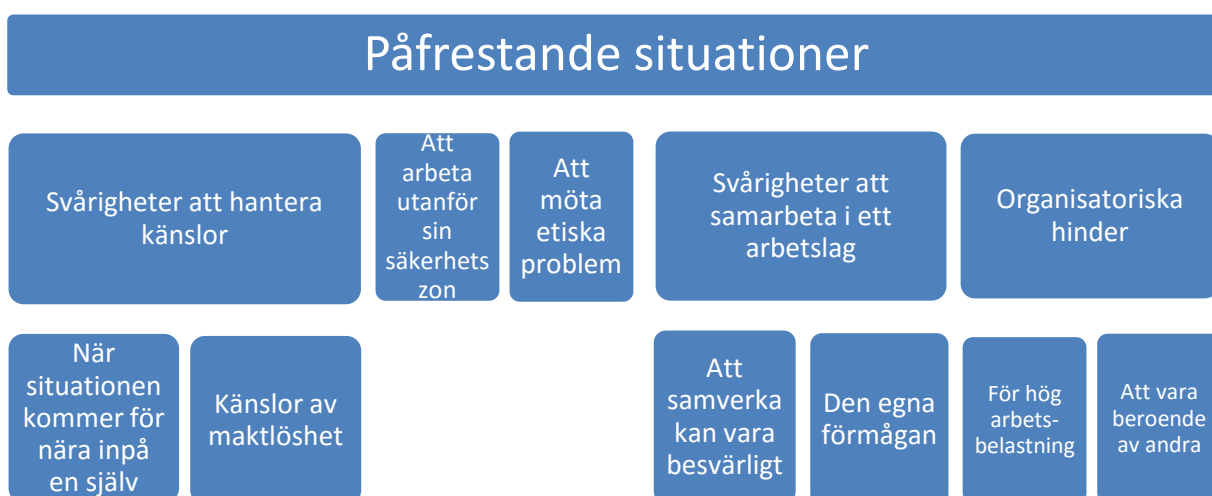 Påfrestande situationer
Svårigheter att hantera
känslor
Att
arbeta
utanför
sin
säkerhets
zon
Att
möta
etiska
problem
Svårigheter att
samarbeta i ett
arbetslag
Organisatoriska
hinder
När
situationen
kommer för
nära inpå
en själv
Känslor av
maktlöshet
Att
samverka
kan vara
besvärligt
Den egna
förmågan
För hög
arbets-
belastning
Att vara
beroende
av andra